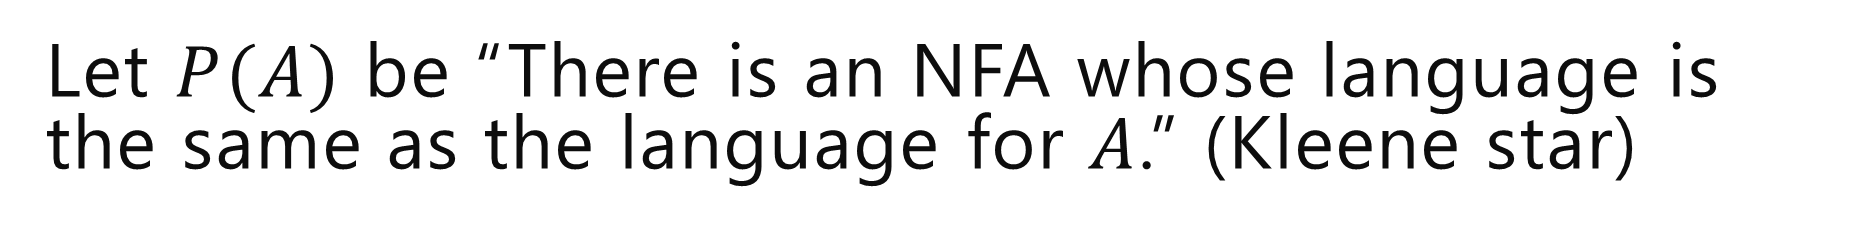 Let P(A) be “There is an NFA whose language is
the same as the language for A.” (Kleene star)